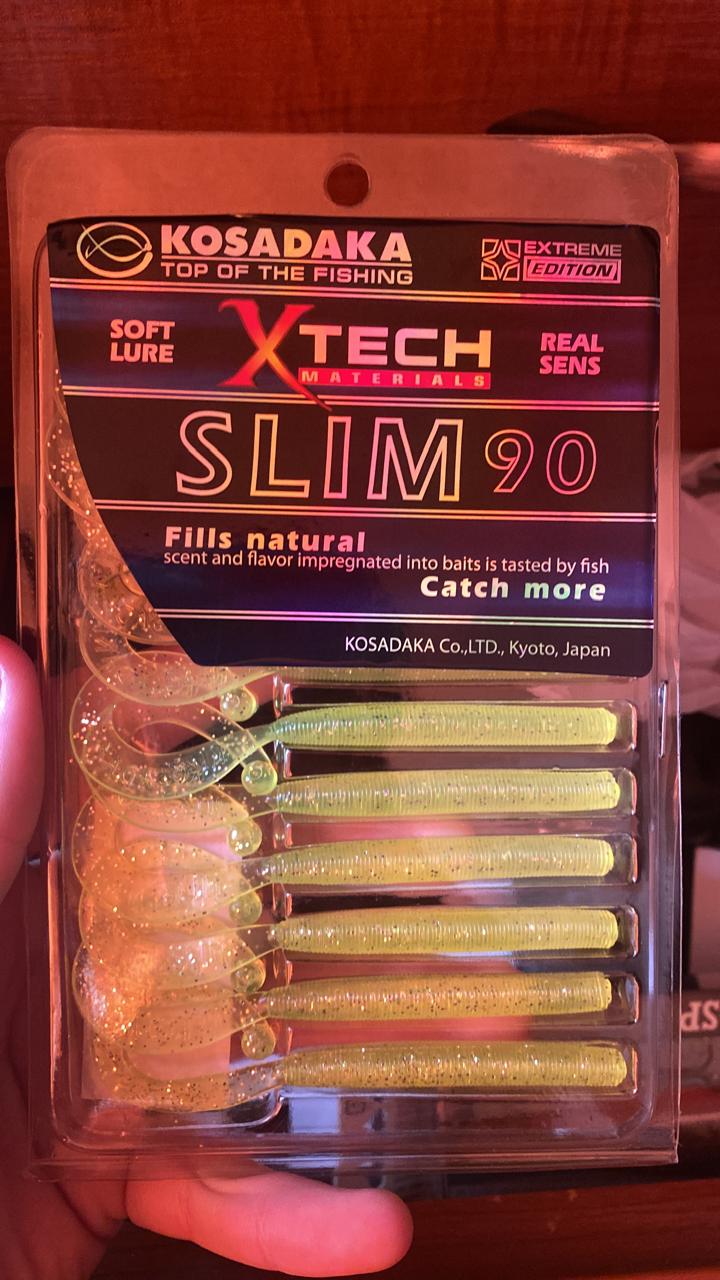 KOSADAKA
TOP OF THE FISHING
EXTREME
EDITION
SOFT
LURE
XTECH
MATERIALS
REAL
SENS
SLIM 90
Fills natural
scent and flavor impregnated into baits is tasted by fish
Catch more
KOSADAKA Co.,LTD., Kyoto, Japan
SP